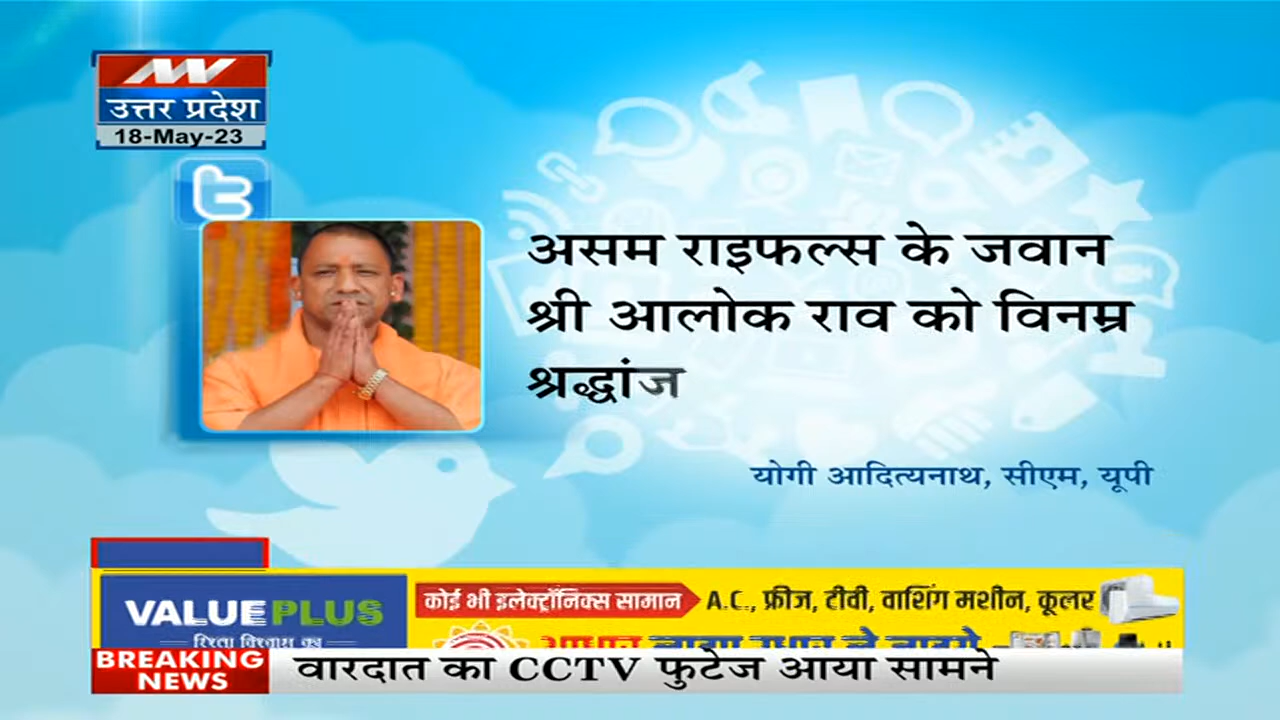 उत्तर प्रदेश
18-May-23
असम राइफल्स के जवान
श्री आलोक राव को विनम्र
श्रद्धांज
योगी आदित्यनाथ, सीएम, यूपी
VALUE PLUS
कोई भी इलेक्ट्रॉनिक्स सामान
A.C., फ्रीज, टीवी, वाशिंग मशीन, कूलर
BREAKING
NEWS
वारदात का CCTV फुटेज आया सामने